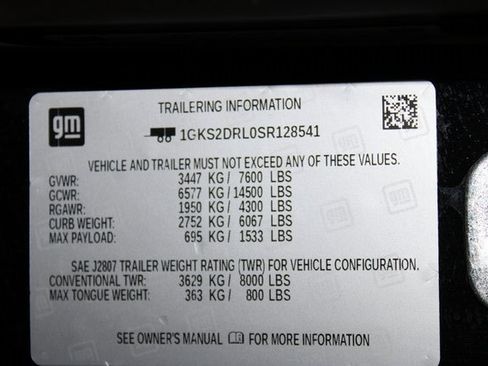 gm
TRAILERING INFORMATION
1GKS2DRL0SR128541
VEHICLE AND TRAILER MUST NOT EXCEED ANY OF THESE VALUES.
GVWR: 3447 KG / 7600 LBS
GCWR: 6577 KG / 14500 LBS
RGAWR: 1950 KG / 4300 LBS
CURB WEIGHT: 2752 KG / 6067 LBS
MAX PAYLOAD: 695 KG / 1533 LBS
SAE J2807 TRAILER WEIGHT RATING (TWR) FOR VEHICLE CONFIGURATION.
CONVENTIONAL TWR: 3629 KG / 8000 LBS
MAX TONGUE WEIGHT: 363 KG / 800 LBS
SEE OWNER'S MANUAL FOR MORE INFORMATION